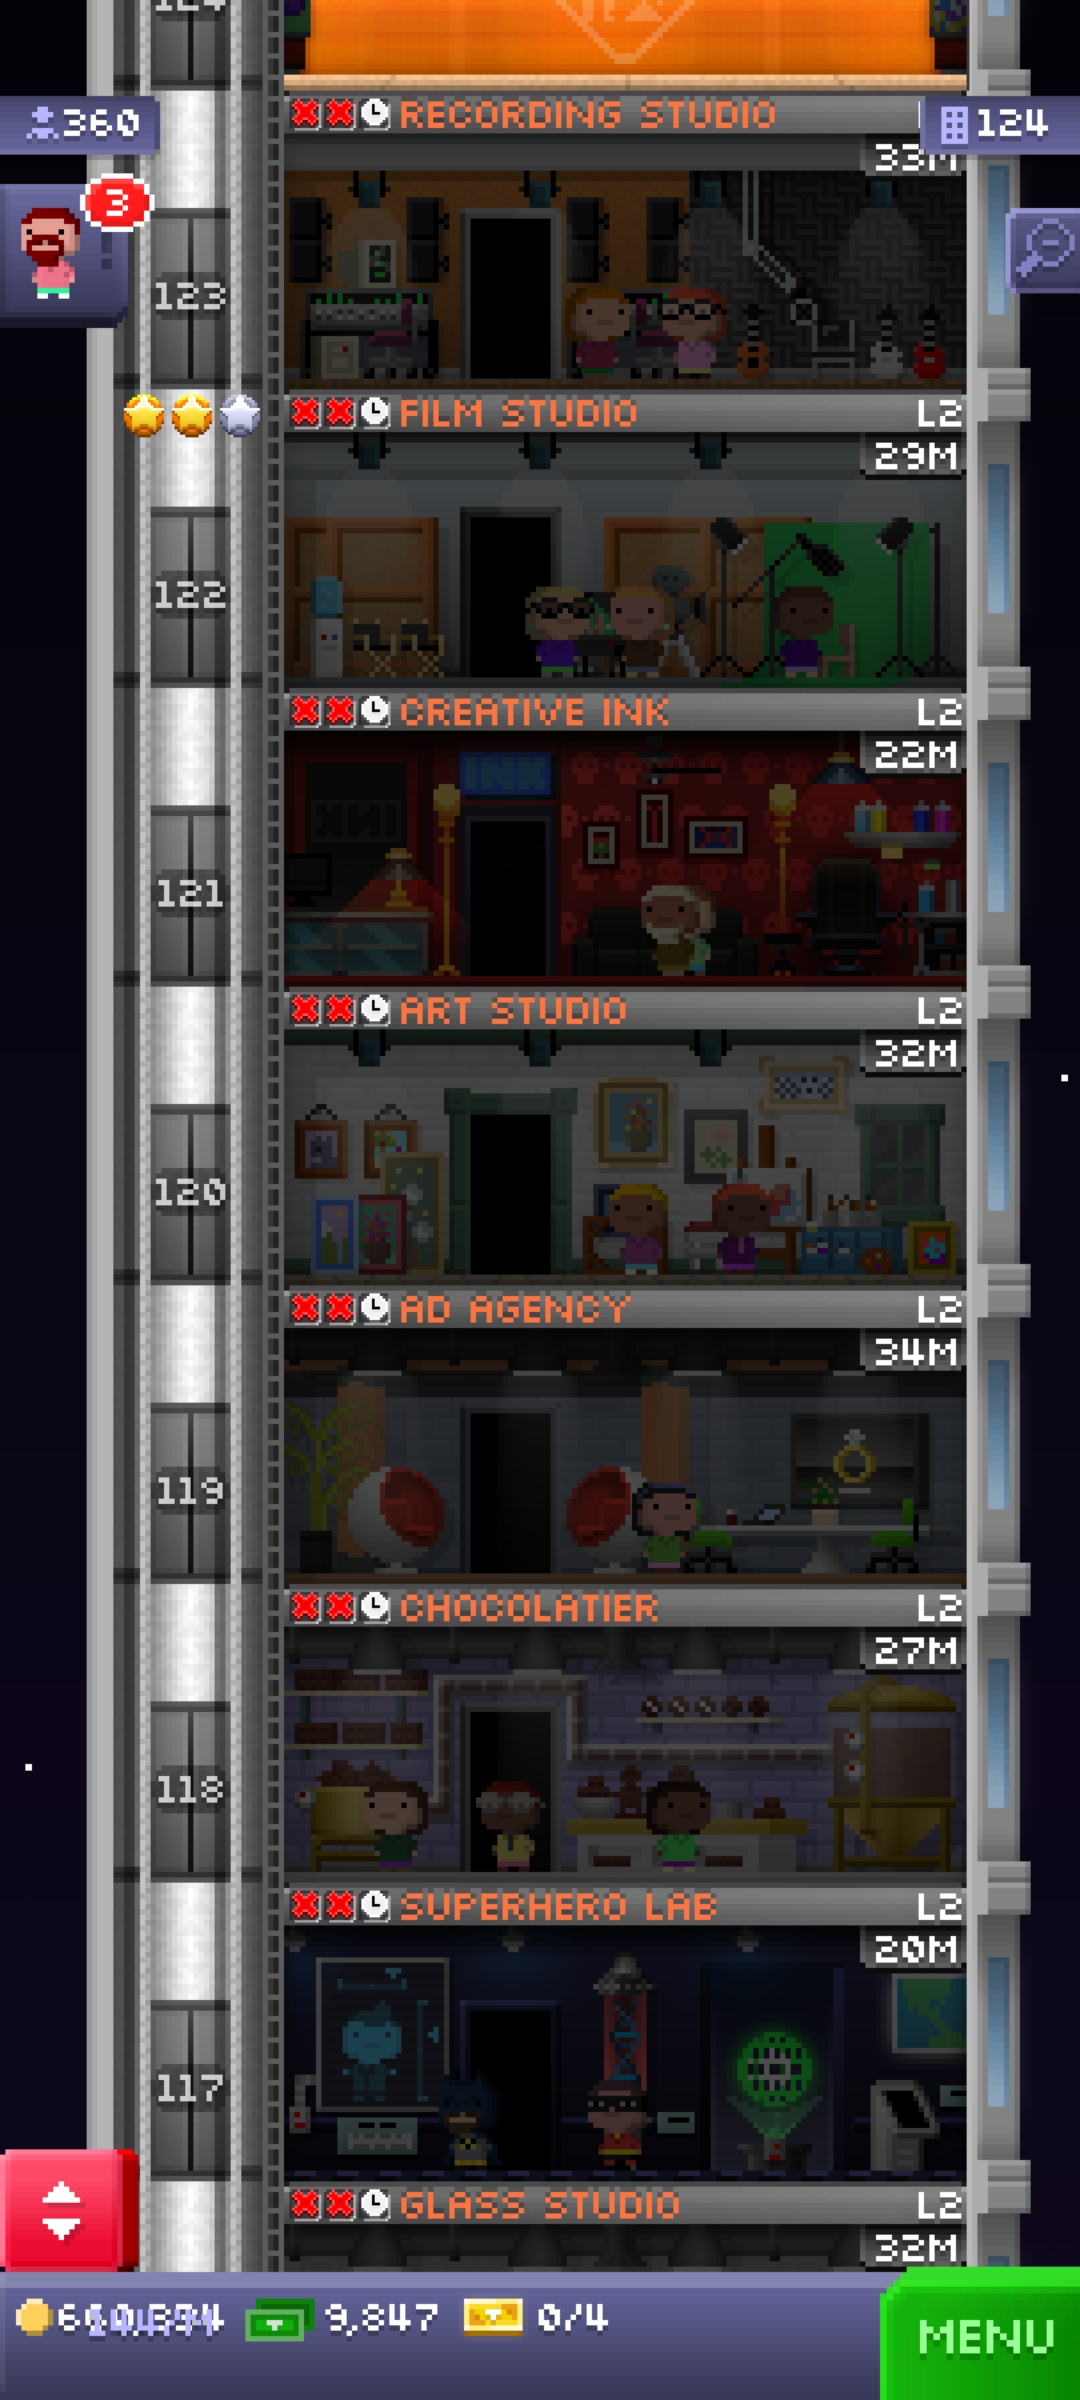 124
RECORDING STUDIO
360
124
33M
3
123
FILM STUDIO L2
29M
122
CREATIVE INK L2
22M
INK
121
ART STUDIO L2
32M
120
AD AGENCY L2
34M
119
CHOCOLATIER L2
27M
118
SUPERHERO LAB L2
20M
117
GLASS STUDIO L2
32M
9,847 0/4
MENU